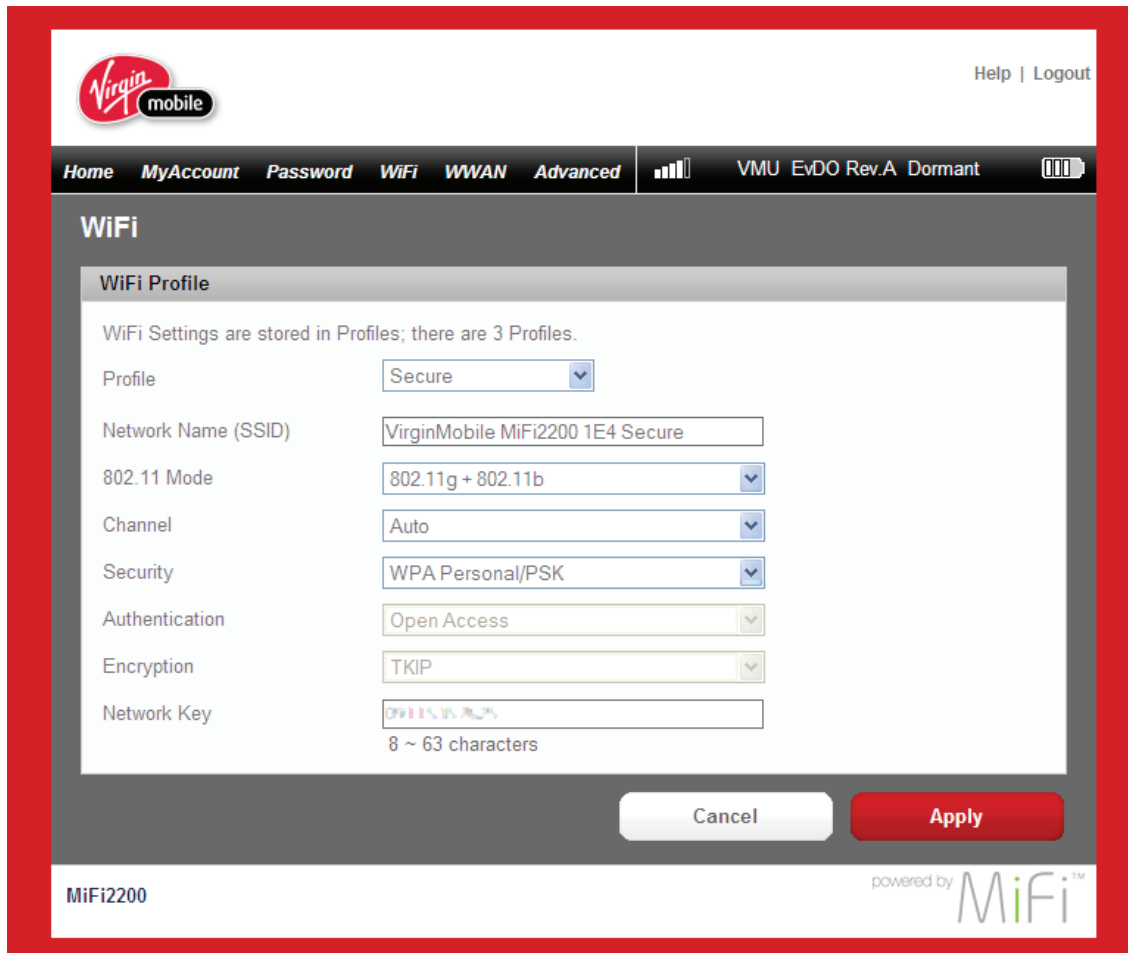 Virgin
mobile
Help | Logout
Home MyAccount Password WiFi WWAN Advanced VMU EvDO Rev.A Dormant
WiFi
WiFi Profile
WiFi Settings are stored in Profiles; there are 3 Profiles.
Profile Secure
Network Name (SSID) VirginMobile MiFi2200 1E4 Secure
802.11 Mode 802.11g + 802.11b
Channel Auto
Security WPA Personal/PSK
Authentication Open Access
Encryption TKIP
Network Key
8 ~ 63 characters
Cancel Apply
MiFi2200 powered by MiFi™